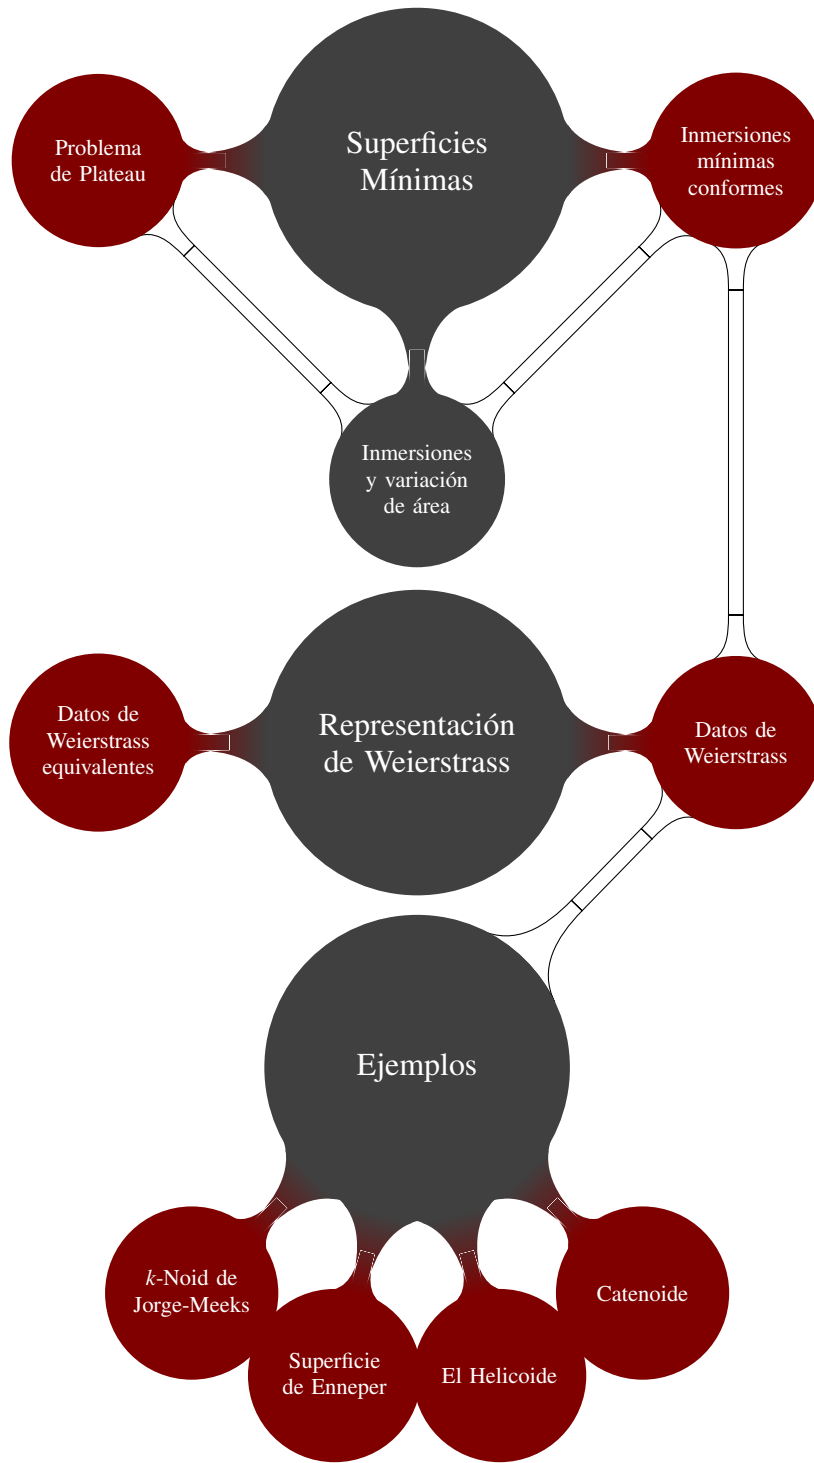 Problema
de Plateau
Superficies
Mínimas
Inmersiones
mínimas
conformes
Inmersiones
y variación
de área
Datos de
Weierstrass
equivalentes
Representación
de Weierstrass
Datos de
Weierstrass
Ejemplos
k-Noid de
Jorge-Meeks
Superficie
de Enneper
El Helicoide
Catenoide